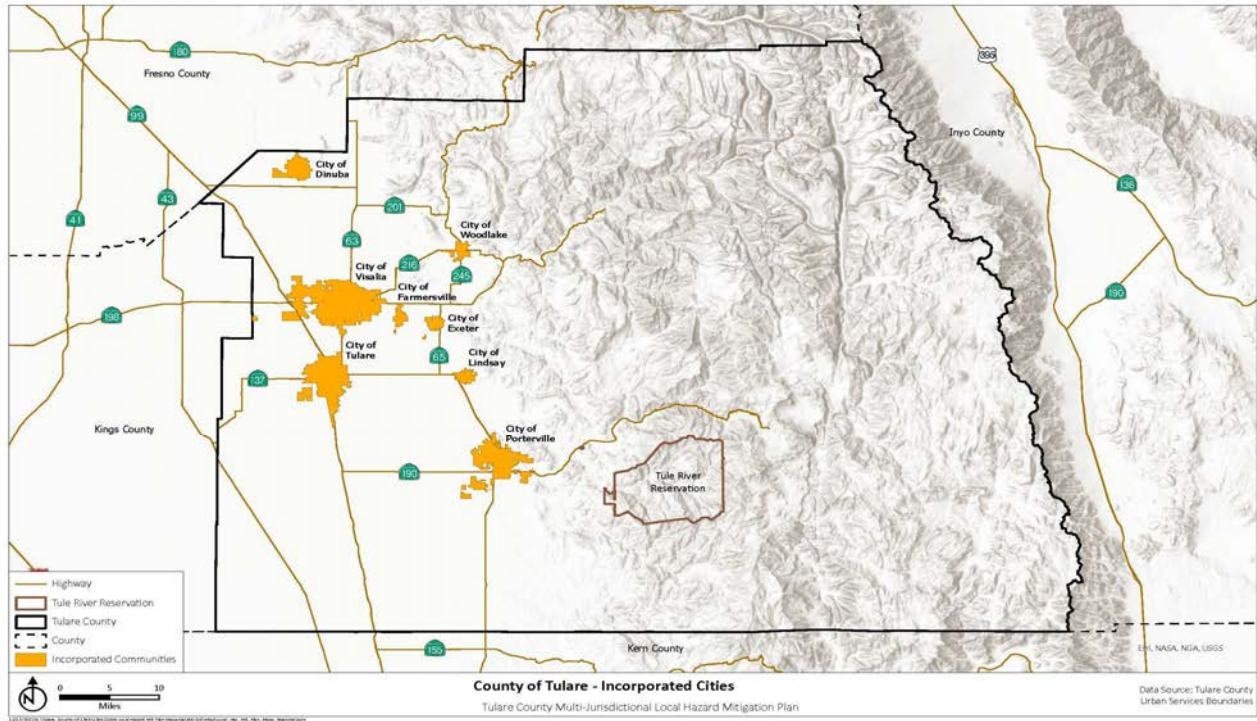 180
Fresno County
395
99
Inyo County
City of
Dinuba
136
43
201
41
City of
Woodlake
63
216
245
City of
Visalia
City of
Farmersville
190
198
City of
Exeter
City of
Tulare
65
City of
Lindsay
137
Kings County
City of
Porterville
190
Tule River
Reservation
Highway
Tule River Reservation
Tulare County
County
Incorporated Communities
155
Kern County
Esri, NASA, NGA, USGS
N
0 5 10
Miles
County of Tulare - Incorporated Cities
Tulare County Multi-Jurisdictional Local Hazard Mitigation Plan
Data Source: Tulare County
Urban Services Boundaries